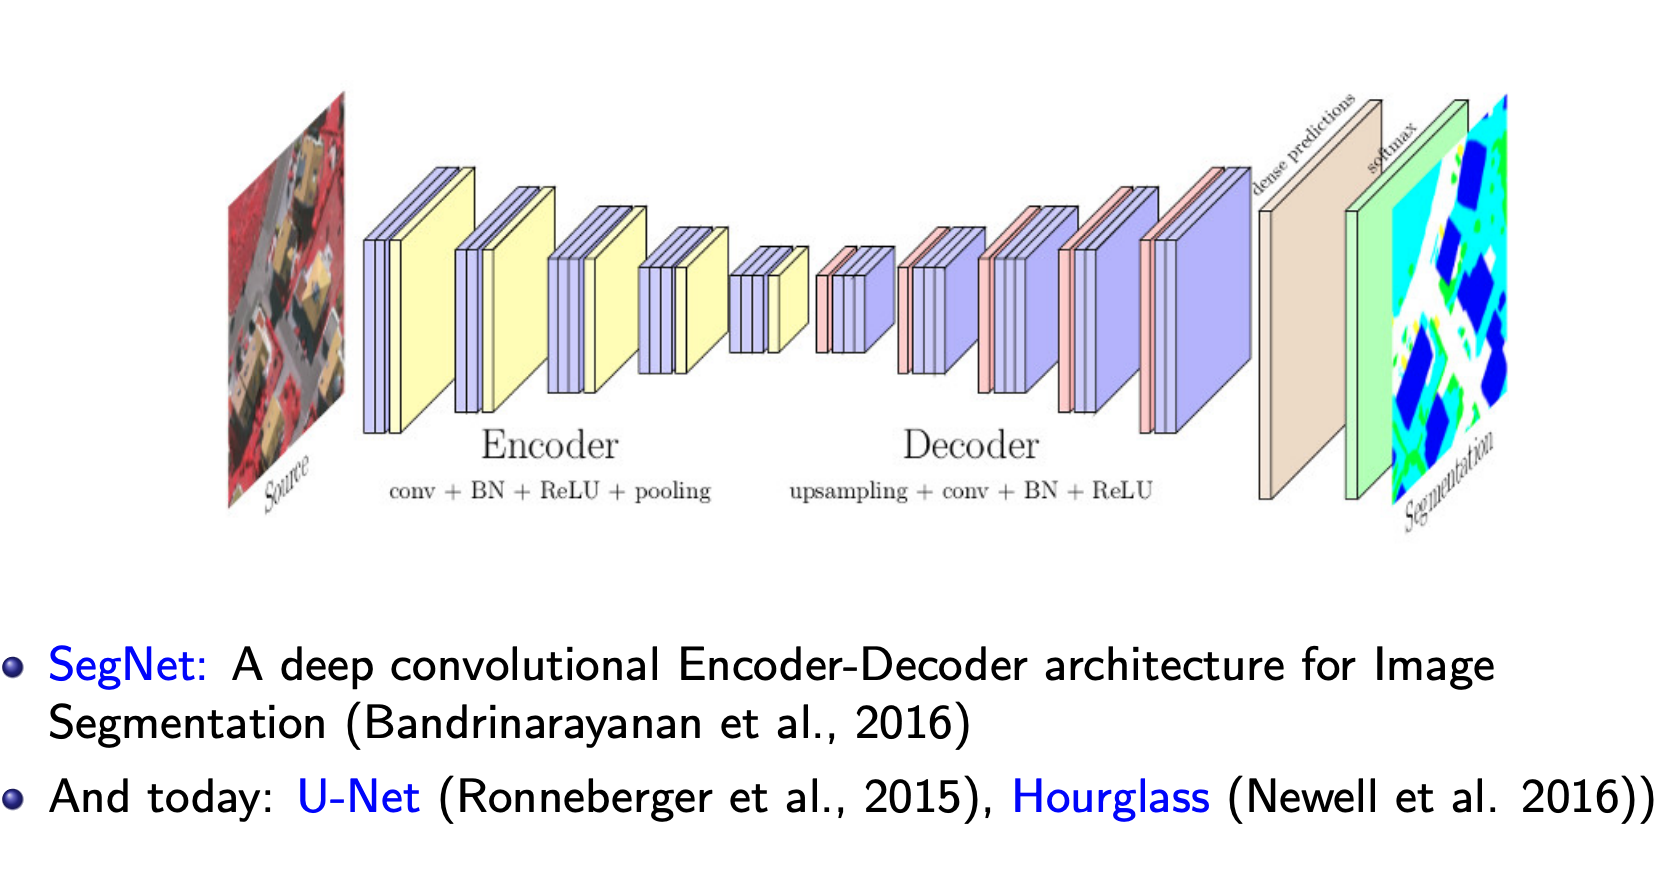 dense predictions
softmax
Source
Encoder
conv + BN + ReLU + pooling
Decoder
upsampling + conv + BN + ReLU
Segmentation
SegNet: A deep convolutional Encoder-Decoder architecture for Image
Segmentation (Bandrinarayanan et al., 2016)
And today: U-Net (Ronneberger et al., 2015), Hourglass (Newell et al. 2016))